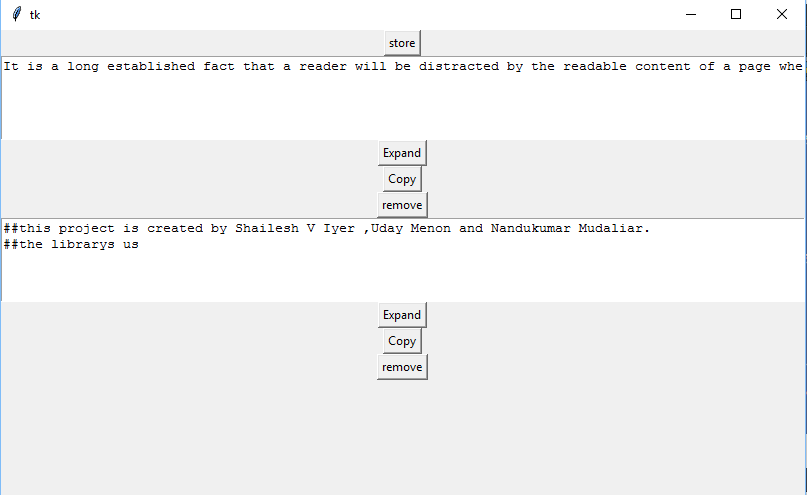 tk
store
It is a long established fact that a reader will be distracted by the readable content of a page whe
Expand
Copy
remove
##this project is created by Shailesh V Iyer ,Uday Menon and Nandukumar Mudaliar.
##the librarys us
Expand
Copy
remove